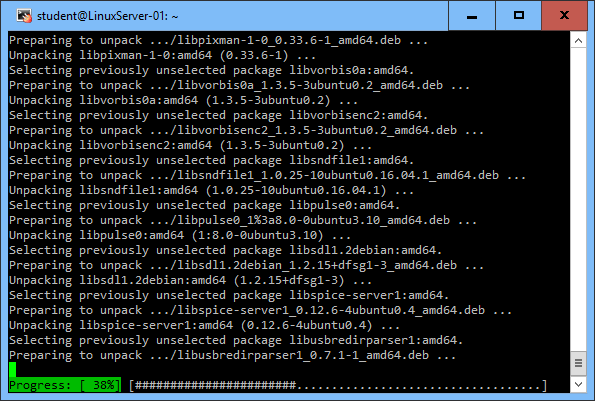 student@LinuxServer-01: ~
Preparing to unpack .../libpixman-1-0_0.33.6-1_amd64.deb ...
Unpacking libpixman-1-0:amd64 (0.33.6-1) ...
Selecting previously unselected package libvorbis0a:amd64.
Preparing to unpack .../libvorbis0a_1.3.5-3ubuntu0.2_amd64.deb ...
Unpacking libvorbis0a:amd64 (1.3.5-3ubuntu0.2) ...
Selecting previously unselected package libvorbisenc2:amd64.
Preparing to unpack .../libvorbisenc2_1.3.5-3ubuntu0.2_amd64.deb ...
Unpacking libvorbisenc2:amd64 (1.3.5-3ubuntu0.2) ...
Selecting previously unselected package libsndfile1:amd64.
Preparing to unpack .../libsndfile1_1.0.25-10ubuntu0.16.04.1_amd64.deb ...
Unpacking libsndfile1:amd64 (1.0.25-10ubuntu0.16.04.1) ...
Selecting previously unselected package libpulse0:amd64.
Preparing to unpack .../libpulse0_1%3a8.0-0ubuntu3.10_amd64.deb ...
Unpacking libpulse0:amd64 (1:8.0-0ubuntu3.10) ...
Selecting previously unselected package libsdl1.2debian:amd64.
Preparing to unpack .../libsdl1.2debian_1.2.15+dfsg1-3_amd64.deb ...
Unpacking libsdl1.2debian:amd64 (1.2.15+dfsg1-3) ...
Selecting previously unselected package libspice-server1:amd64.
Preparing to unpack .../libspice-server1_0.12.6-4ubuntu0.4_amd64.deb ...
Unpacking libspice-server1:amd64 (0.12.6-4ubuntu0.4) ...
Selecting previously unselected package libusbredirparser1:amd64.
Preparing to unpack .../libusbredirparser1_0.7.1-1_amd64.deb ...
Progress: [ 38%] [#######################..................................]